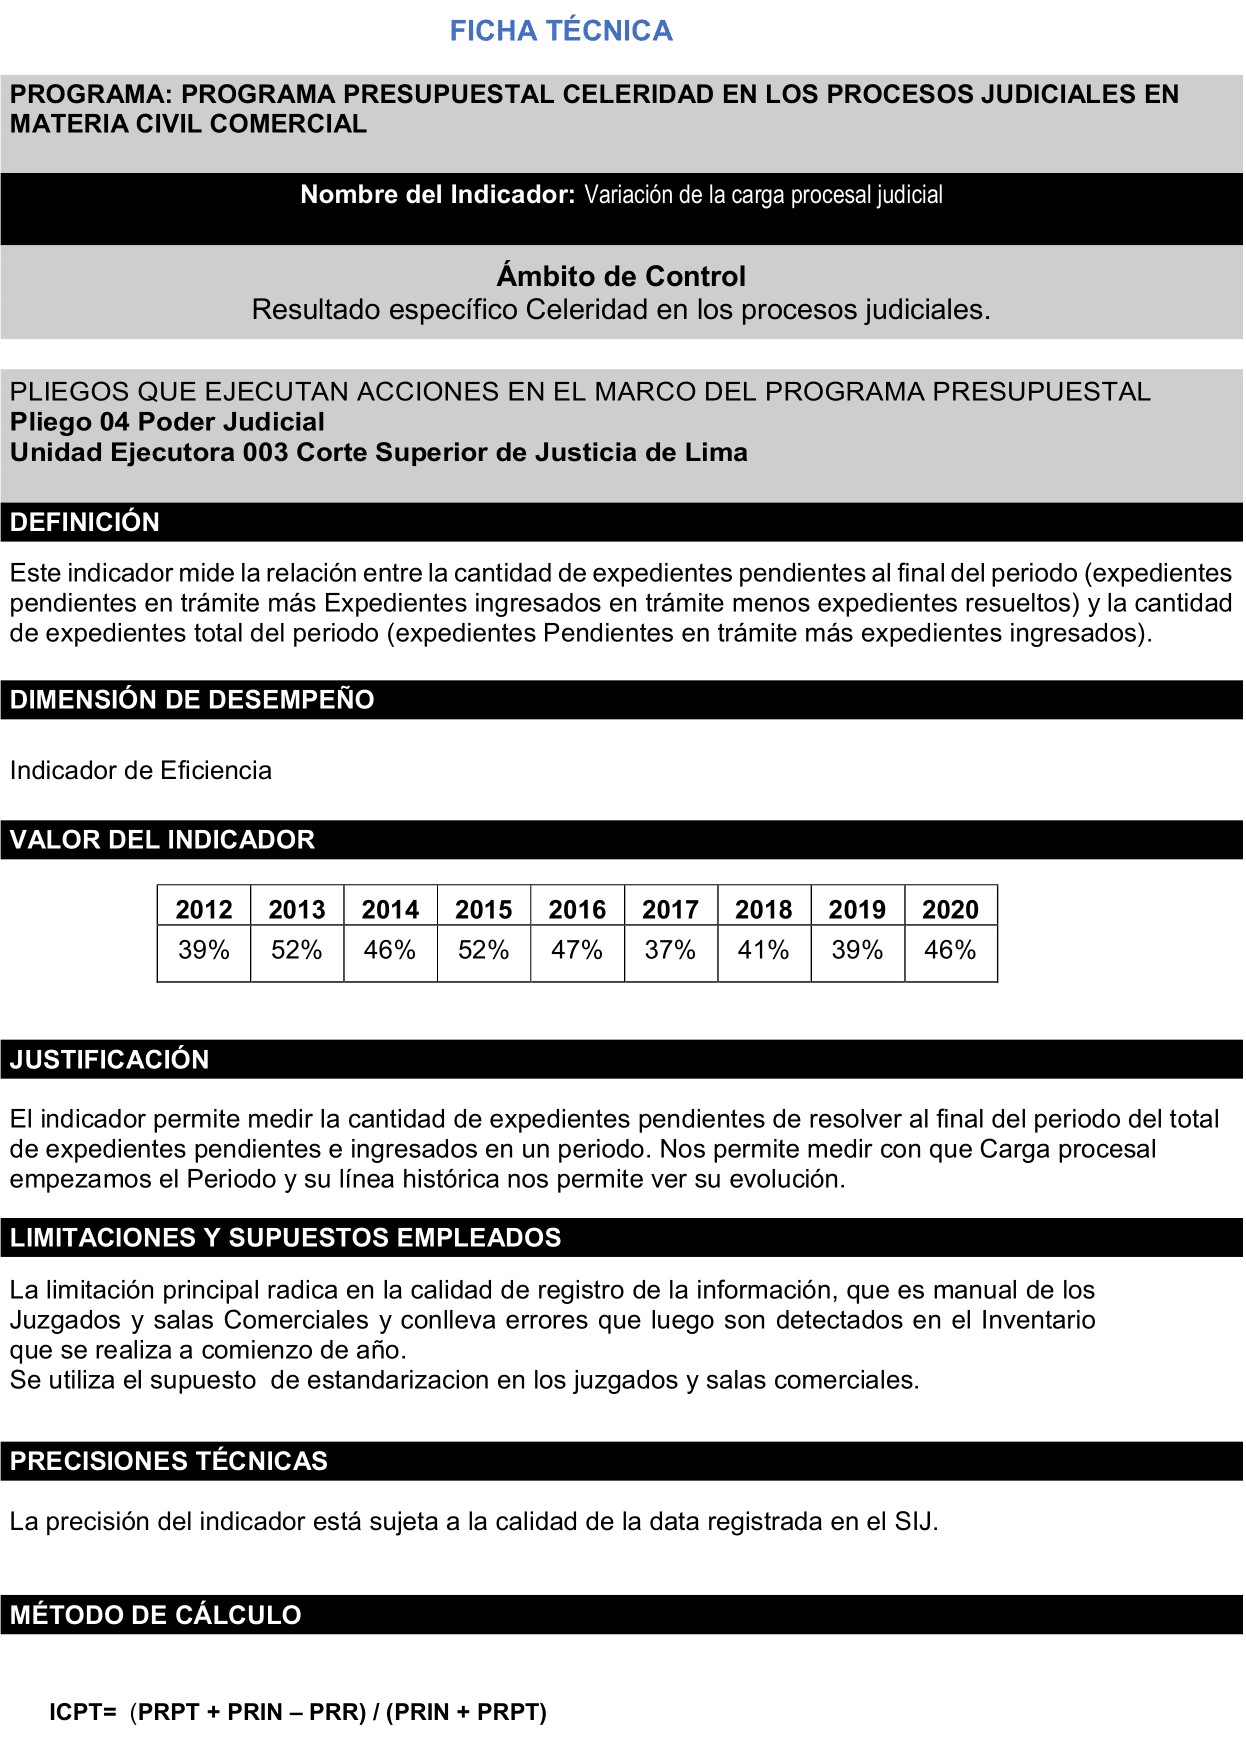 FICHA TÉCNICA
PROGRAMA: PROGRAMA PRESUPUESTAL CELERIDAD EN LOS PROCESOS JUDICIALES EN
MATERIA CIVIL COMERCIAL
Nombre del Indicador: Variación de la carga procesal judicial
Ámbito de Control
Resultado específico Celeridad en los procesos judiciales.
PLIEGOS QUE EJECUTAN ACCIONES EN EL MARCO DEL PROGRAMA PRESUPUESTAL
Pliego 04 Poder Judicial
Unidad Ejecutora 003 Corte Superior de Justicia de Lima
DEFINICIÓN
Este indicador mide la relación entre la cantidad de expedientes pendientes al final del periodo (expedientes
pendientes en trámite más Expedientes ingresados en trámite menos expedientes resueltos) y la cantidad
de expedientes total del periodo (expedientes Pendientes en trámite más expedientes ingresados).
DIMENSIÓN DE DESEMPEÑO
Indicador de Eficiencia
VALOR DEL INDICADOR
2012 2013 2014 2015 2016 2017 2018 2019 2020
39% 52% 46% 52% 47% 37% 41% 39% 46%
JUSTIFICACIÓN
El indicador permite medir la cantidad de expedientes pendientes de resolver al final del periodo del total
de expedientes pendientes e ingresados en un periodo. Nos permite medir con que Carga procesal
empezamos el Periodo y su línea histórica nos permite ver su evolución.
LIMITACIONES Y SUPUESTOS EMPLEADOS
La limitación principal radica en la calidad de registro de la información, que es manual de los
Juzgados y salas Comerciales y conlleva errores que luego son detectados en el Inventario
que se realiza a comienzo de año.
Se utiliza el supuesto de estandarizacion en los juzgados y salas comerciales.
PRECISIONES TÉCNICAS
La precisión del indicador está sujeta a la calidad de la data registrada en el SIJ.
MÉTODO DE CÁLCULO
ICPT= (PRPT + PRIN – PRR) / (PRIN + PRPT)